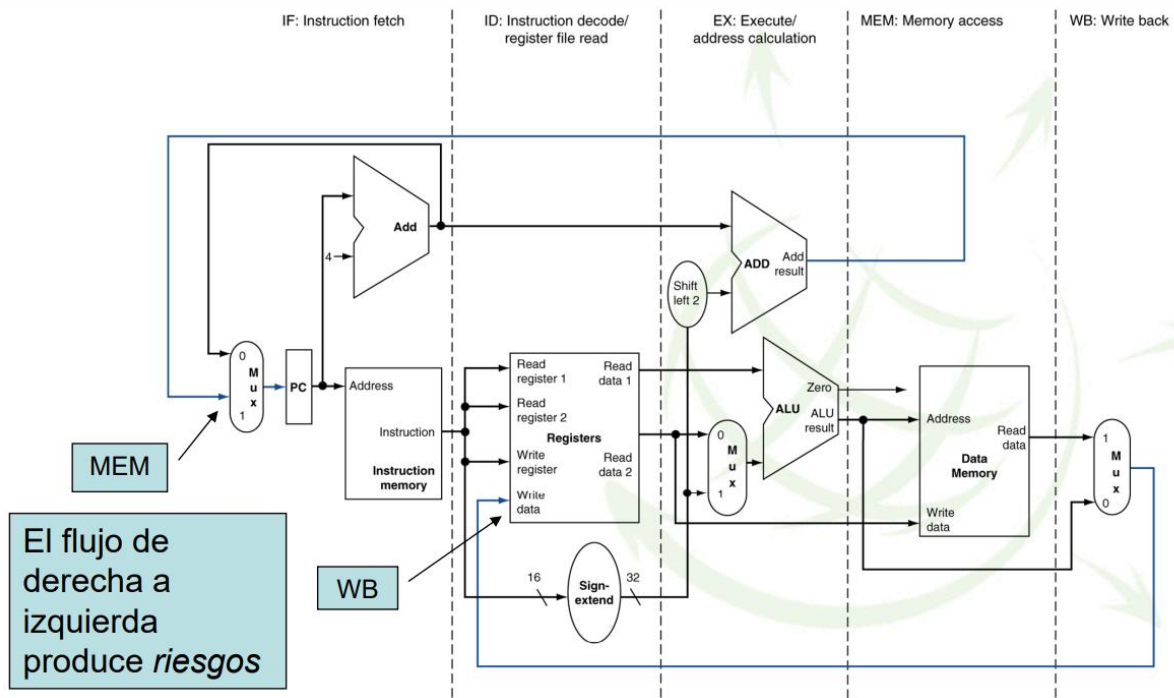 IF: Instruction fetch
ID: Instruction decode/
register file read
EX: Execute/
address calculation
MEM: Memory access
WB: Write back
Add
4
ADD
Add
result
Shift
left 2
0
M
u
x
1
PC
Address
Instruction
Instruction
memory
Read
register 1
Read
register 2
Write
register
Write
data
Registers
Read
data 1
Read
data 2
0
M
u
x
1
Zero
ALU
ALU
result
Address
Read
data
Data
Memory
Write
data
1
M
u
x
0
16
Sign-
extend
32
MEM
WB
El flujo de
derecha a
izquierda
produce riesgos